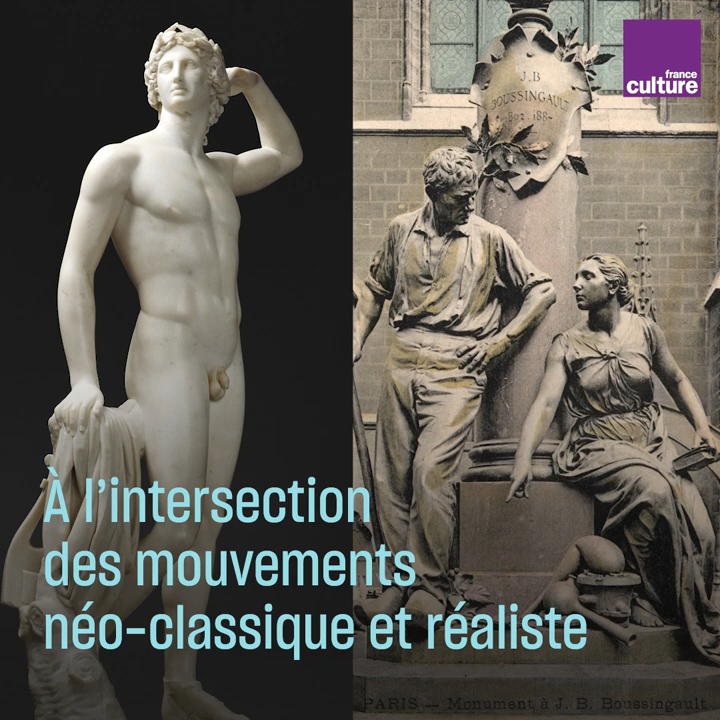 france
culture
J.B
BOUSSINGAULT
À l'intersection
des mouvements
néo-classique et réaliste
PARIS — Monument à J. B. Boussingault